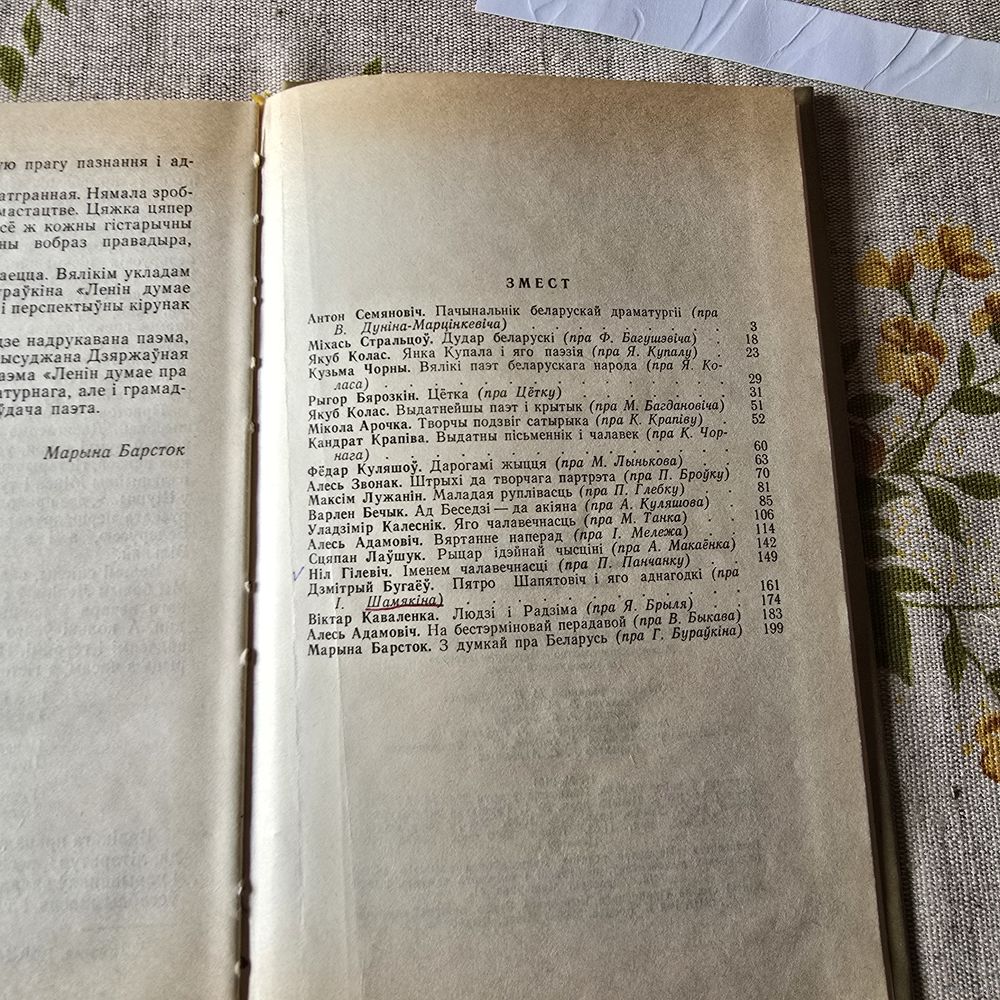 ую прагу пазнання і ад-
атгранная. Нямала зроб-
мастацтве. Цяжка цяпер
сё ж кожны гістарычны
ны вобраз правадыра,
аецца. Вялікім укладам
раўкіна «Ленін думае
і перспектыўны кірунак
дзе надрукавана паэма,
ысуджана Дзяржаўная
аэма «Ленін думае пра
атурнага, але і грамад-
ўдача паэта.
Марына Барсток
ЗМЕСТ
Антон Семяновіч. Пачынальнік беларускай драматургіі (пра
В. Дуніна-Марцінкевіча) . . . . . . . . 3
Міхась Стральцоў. Дудар беларускі (пра Ф. Багушэвіча) . 18
Якуб Колас. Янка Купала і яго паэзія (пра Я. Купалу) . . 23
Кузьма Чорны. Вялікі паэт беларускага народа (пра Я. Ко-
ласа) . . . . . . . . . . . . 29
Рыгор Бярозкін. Цётка (пра Цётку) . . . . . . 31
Якуб Колас. Выдатнейшы паэт і крытык (пра М. Багдановіча) 51
Мікола Арочка. Творчы подзвіг сатырыка (пра К. Крапіву) . 52
Кандрат Крапіва. Выдатны пісьменнік і чалавек (пра К. Чор-
нага) . . . . . . . . . . . . 60
Фёдар Куляшоў. Дарогамі жыцця (пра М. Лынькова) . . 63
Алесь Звонак. Штрыхі да творчага партрэта (пра П. Броўку) 70
Максім Лужанін. Маладая руплівасць (пра П. Глебку) . . 81
Варлен Бечык. Ад Беседзі — да акіяна (пра А. Куляшова) . 85
Уладзімір Калеснік. Яго чалавечнасць (пра М. Танка) . . 106
Алесь Адамовіч. Вяртанне наперад (пра І. Мележа) . . 114
Сцяпан Лаўшук. Рыцар ідэйнай чысціні (пра А. Макаёнка) . 142
Ніл Гілевіч. Іменем чалавечнасці (пра П. Панчанку) . . 149
Дзмітрый Бугаёў. Пятро Шапятовіч і яго аднагодкі (пра
І. Шамякіна) . . . . . . . . . . 161
Віктар Каваленка. Людзі і Радзіма (пра Я. Брыля) . . 174
Алесь Адамовіч. На бестэрміновай перадавой (пра В. Быкава) 183
Марына Барсток. З думкай пра Беларусь (пра Г. Бураўкіна) 199